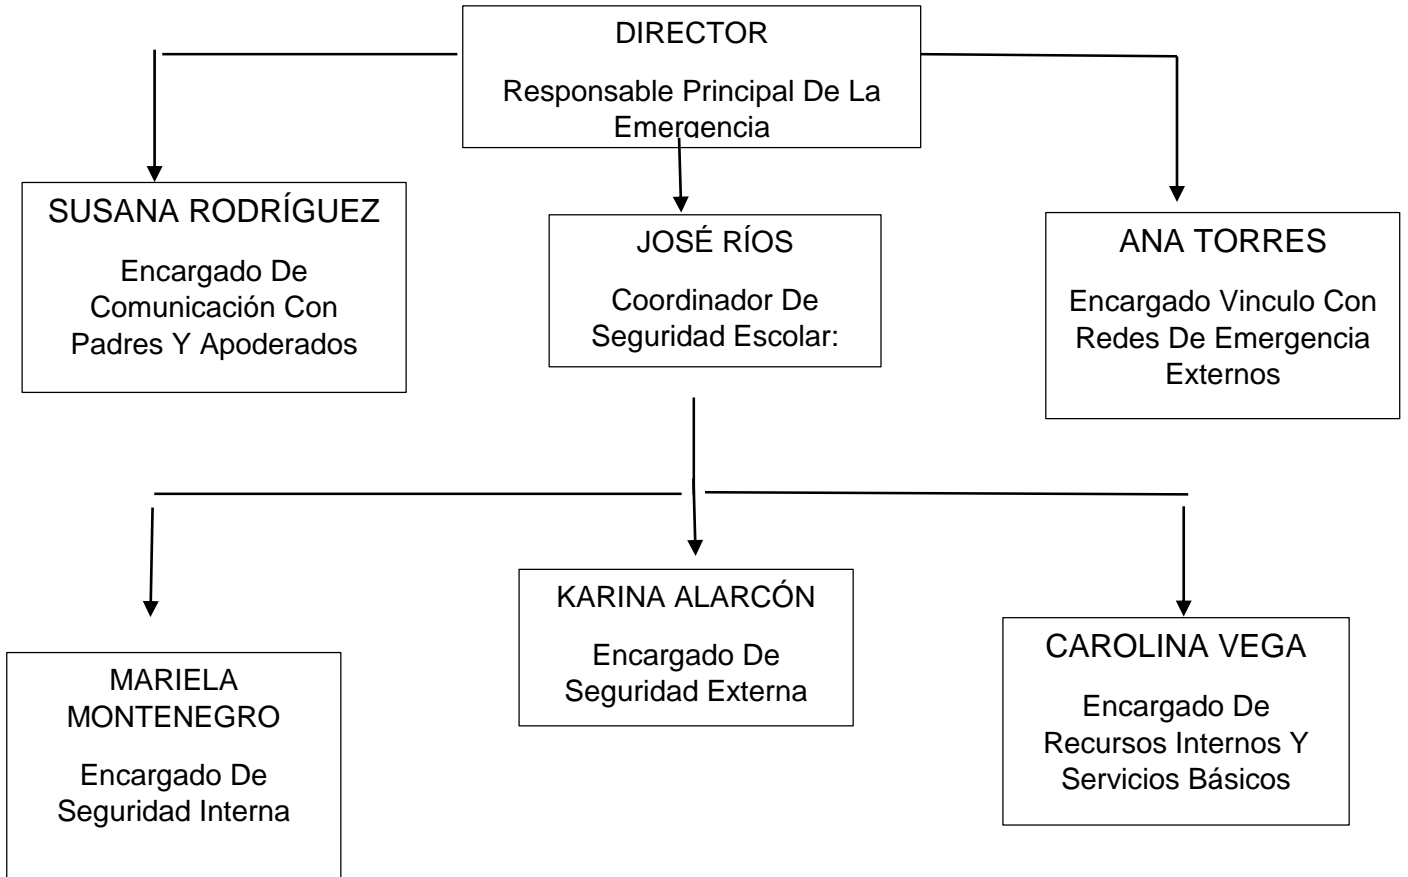 DIRECTOR
Responsable Principal De La
Emergencia
SUSANA RODRÍGUEZ
Encargado De
Comunicación Con
Padres Y Apoderados
JOSÉ RÍOS
Coordinador De
Seguridad Escolar:
ANA TORRES
Encargado Vinculo Con
Redes De Emergencia
Externos
MARIELA
MONTENEGRO
Encargado De
Seguridad Interna
KARINA ALARCÓN
Encargado De
Seguridad Externa
CAROLINA VEGA
Encargado De
Recursos Internos Y
Servicios Básicos